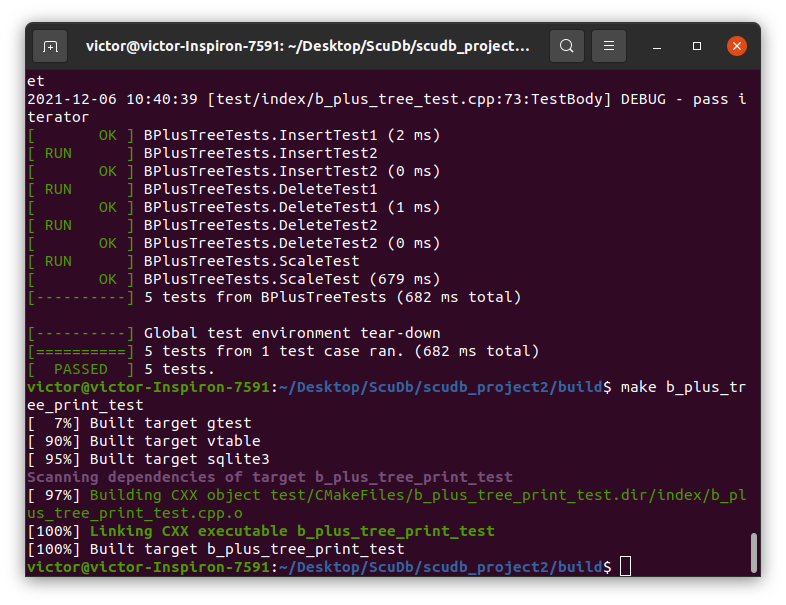 victor@victor-Inspiron-7591: ~/Desktop/ScuDb/scudb_project...
et
2021-12-06 10:40:39 [test/index/b_plus_tree_test.cpp:73:TestBody] DEBUG - pass i
terator
[       OK ] BPlusTreeTests.InsertTest1 (2 ms)
[ RUN      ] BPlusTreeTests.InsertTest2
[       OK ] BPlusTreeTests.InsertTest2 (0 ms)
[ RUN      ] BPlusTreeTests.DeleteTest1
[       OK ] BPlusTreeTests.DeleteTest1 (1 ms)
[ RUN      ] BPlusTreeTests.DeleteTest2
[       OK ] BPlusTreeTests.DeleteTest2 (0 ms)
[ RUN      ] BPlusTreeTests.ScaleTest
[       OK ] BPlusTreeTests.ScaleTest (679 ms)
[----------] 5 tests from BPlusTreeTests (682 ms total)

[----------] Global test environment tear-down
[==========] 5 tests from 1 test case ran. (682 ms total)
[  PASSED  ] 5 tests.
victor@victor-Inspiron-7591:~/Desktop/ScuDb/scudb_project2/build$ make b_plus_tr
ee_print_test
[  7%] Built target gtest
[ 90%] Built target vtable
[ 95%] Built target sqlite3
Scanning dependencies of target b_plus_tree_print_test
[ 97%] Building CXX object test/CMakeFiles/b_plus_tree_print_test.dir/index/b_pl
us_tree_print_test.cpp.o
[100%] Linking CXX executable b_plus_tree_print_test
[100%] Built target b_plus_tree_print_test
victor@victor-Inspiron-7591:~/Desktop/ScuDb/scudb_project2/build$